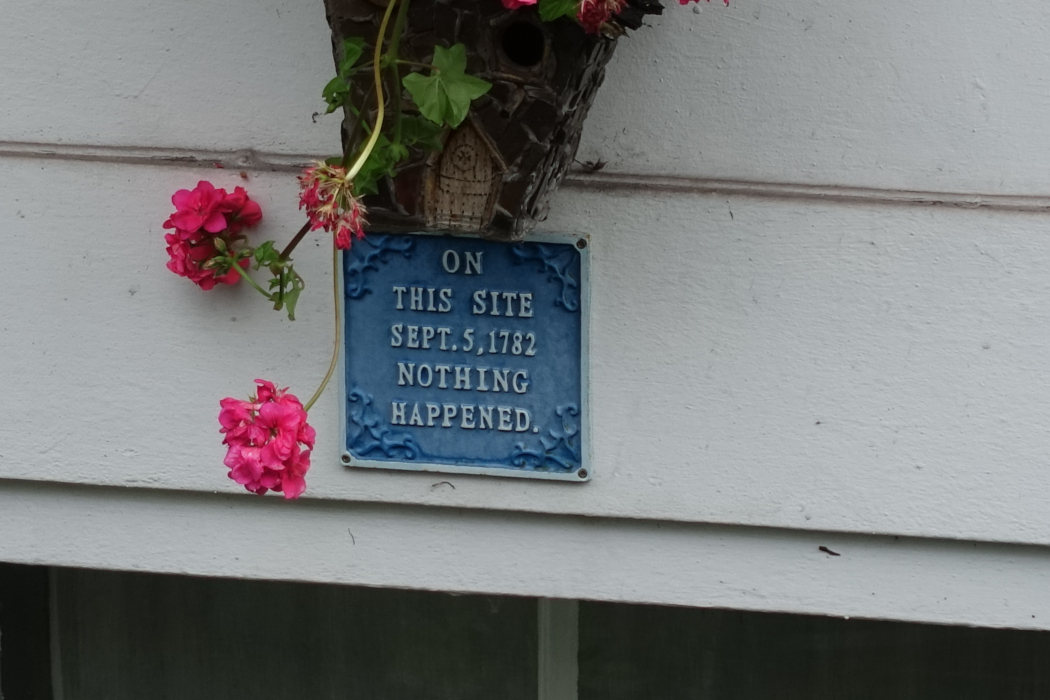 ON
THIS SITE
SEPT. 5, 1782
NOTHING
HAPPENED.